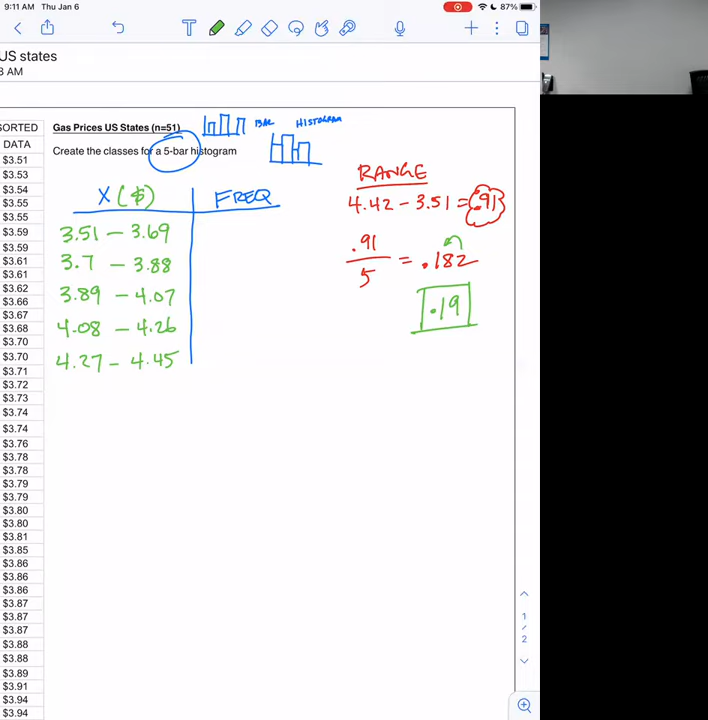 9:11 AM Thu Jan 6
87%
US states
3 AM
SORTED
DATA
$3.51
$3.53
$3.54
$3.55
$3.55
$3.59
$3.59
$3.61
$3.61
$3.62
$3.66
$3.67
$3.68
$3.70
$3.70
$3.71
$3.72
$3.73
$3.74
$3.74
$3.76
$3.78
$3.78
$3.79
$3.79
$3.80
$3.80
$3.81
$3.85
$3.86
$3.86
$3.86
$3.87
$3.87
$3.87
$3.88
$3.88
$3.89
$3.91
$3.94
$3.94
Gas Prices US States (n=51)
BAR
HISTOGRAM
Create the classes for a 5-bar histogram
X ($) FREQ
3.51 – 3.69
3.7 – 3.88
3.89 – 4.07
4.08 – 4.26
4.27 – 4.45
RANGE
4.42 – 3.51 = .91
.91
5
= .182
.19
1
2